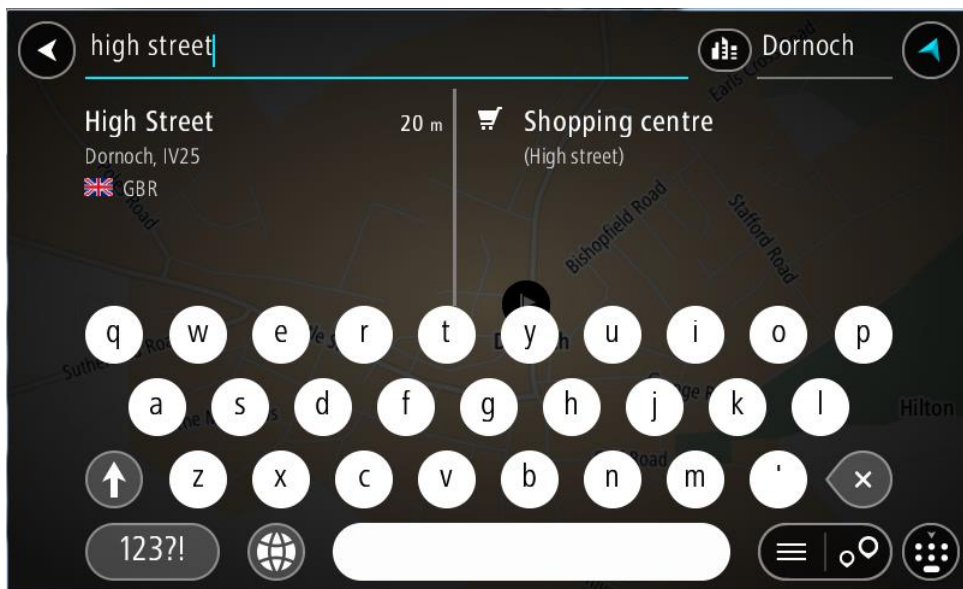 high street
Dornoch
High Street
20 m
Shopping centre
Dornoch, IV25
(High street)
GBR
Bishopfield Road
Stafford Road
q w e r t y u i o p
a s d f g h j k l
Hilton
z x c v b n m '
123?!